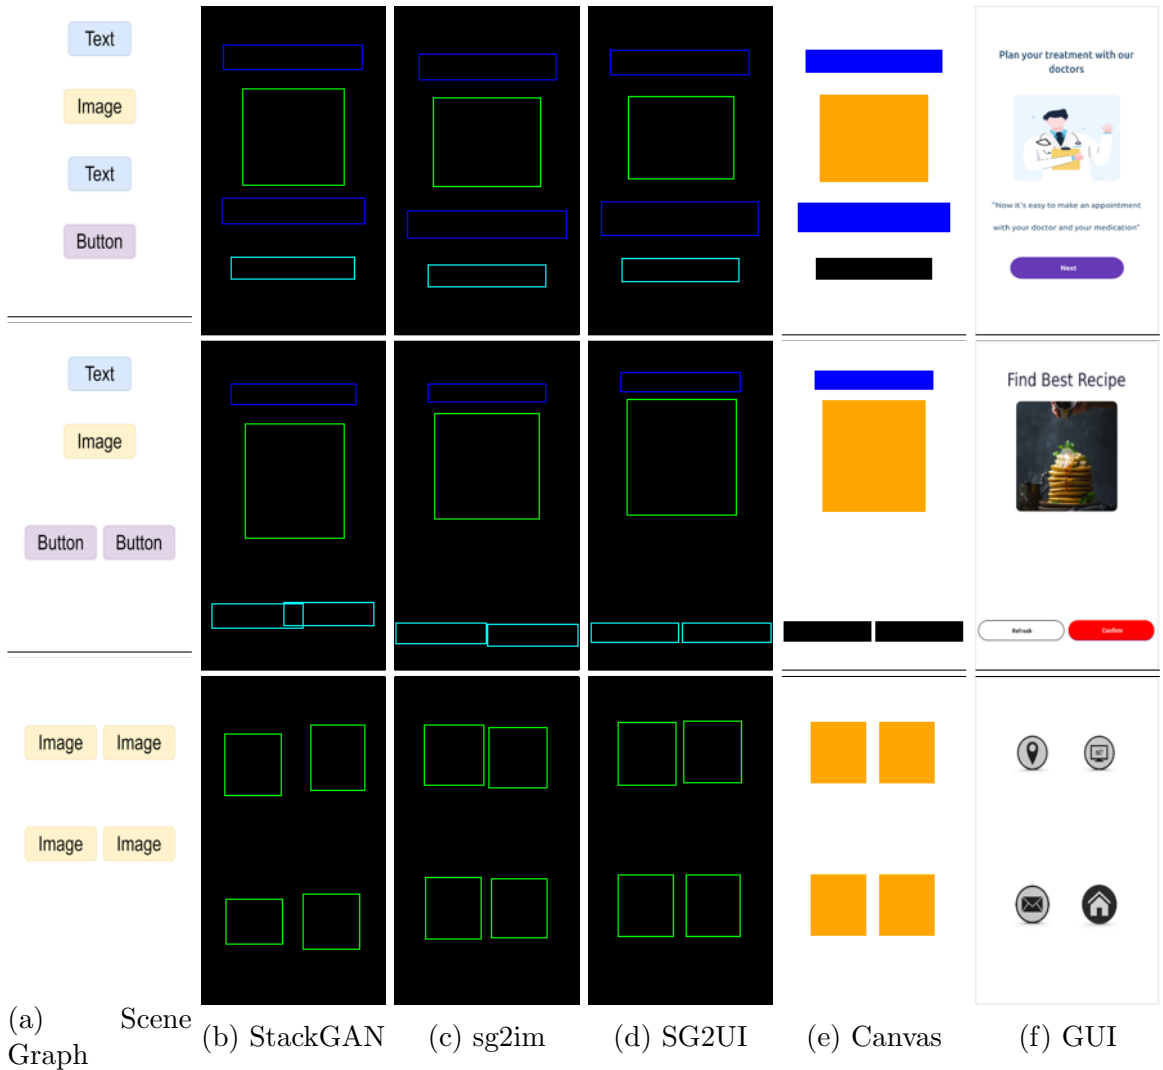 Text
Image
Text
Button
Plan your treatment with our
doctors
"Now it's easy to make an appointment
with your doctor and your medication"
Next
Text
Image
Button Button
Find Best Recipe
Refresh Confirm
Image Image
Image Image
(a) Scene
Graph
(b) StackGAN
(c) sg2im
(d) SG2UI
(e) Canvas
(f) GUI